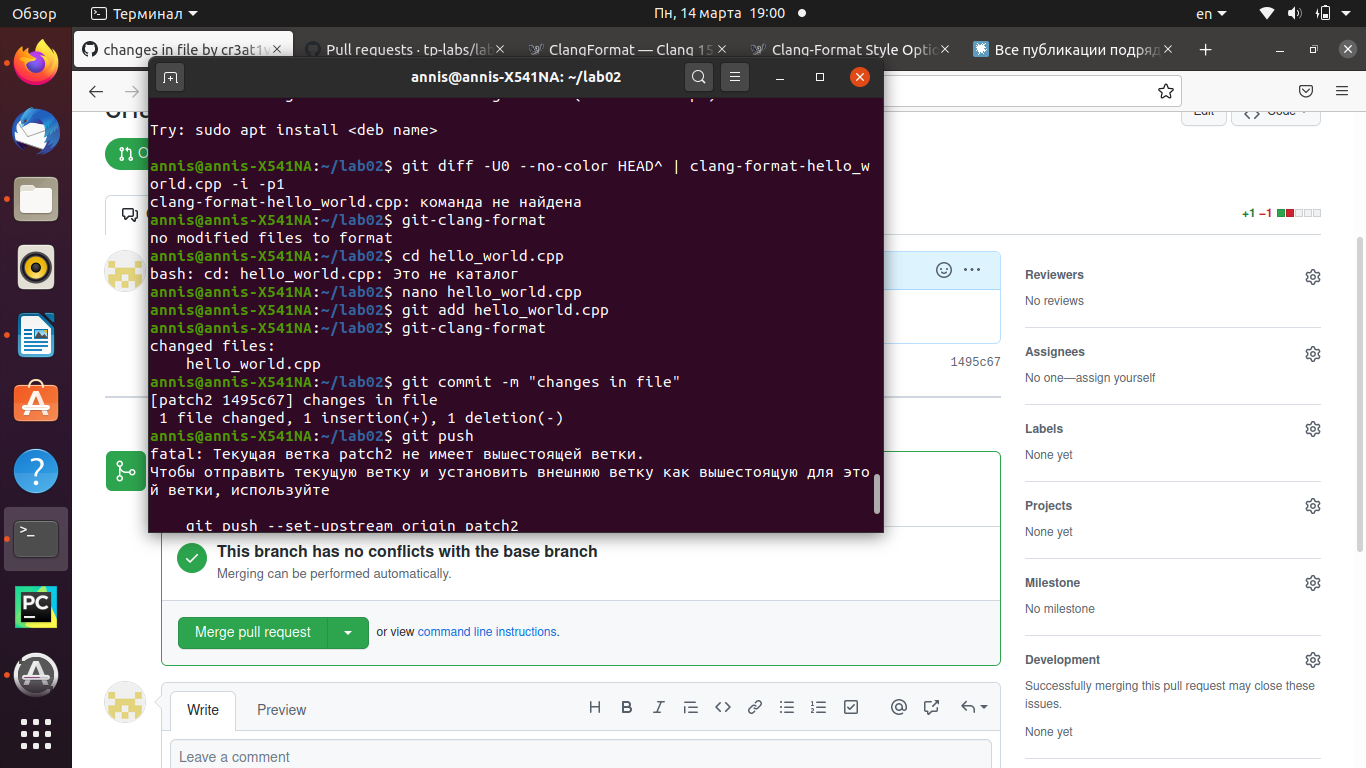 Обзор
Терминал
Пн, 14 марта 19:00
en
changes in file by cr3at1v
Pull requests · tp-labs/lab
ClangFormat — Clang 15
Clang-Format Style Optio
Все публикации подряд
annis@annis-X541NA: ~/lab02
Try: sudo apt install <deb name>
annis@annis-X541NA:~/lab02$ git diff -U0 --no-color HEAD^ | clang-format-hello_w
orld.cpp -i -p1
clang-format-hello_world.cpp: команда не найдена
annis@annis-X541NA:~/lab02$ git-clang-format
no modified files to format
annis@annis-X541NA:~/lab02$ cd hello_world.cpp
bash: cd: hello_world.cpp: Это не каталог
annis@annis-X541NA:~/lab02$ nano hello_world.cpp
annis@annis-X541NA:~/lab02$ git add hello_world.cpp
annis@annis-X541NA:~/lab02$ git-clang-format
changed files:
hello_world.cpp
annis@annis-X541NA:~/lab02$ git commit -m "changes in file"
[patch2 1495c67] changes in file
1 file changed, 1 insertion(+), 1 deletion(-)
annis@annis-X541NA:~/lab02$ git push
fatal: Текущая ветка patch2 не имеет вышестоящей ветки.
Чтобы отправить текущую ветку и установить внешнюю ветку как вышестоящую для это
й ветки, используйте
git push --set-upstream origin patch2
Edit
Code
+1 −1
1495c67
Reviewers
No reviews
Assignees
No one—assign yourself
Labels
None yet
Projects
None yet
Milestone
No milestone
Development
Successfully merging this pull request may close these
issues.
None yet
This branch has no conflicts with the base branch
Merging can be performed automatically.
Merge pull request
or view command line instructions.
Write
Preview
Leave a comment
PC